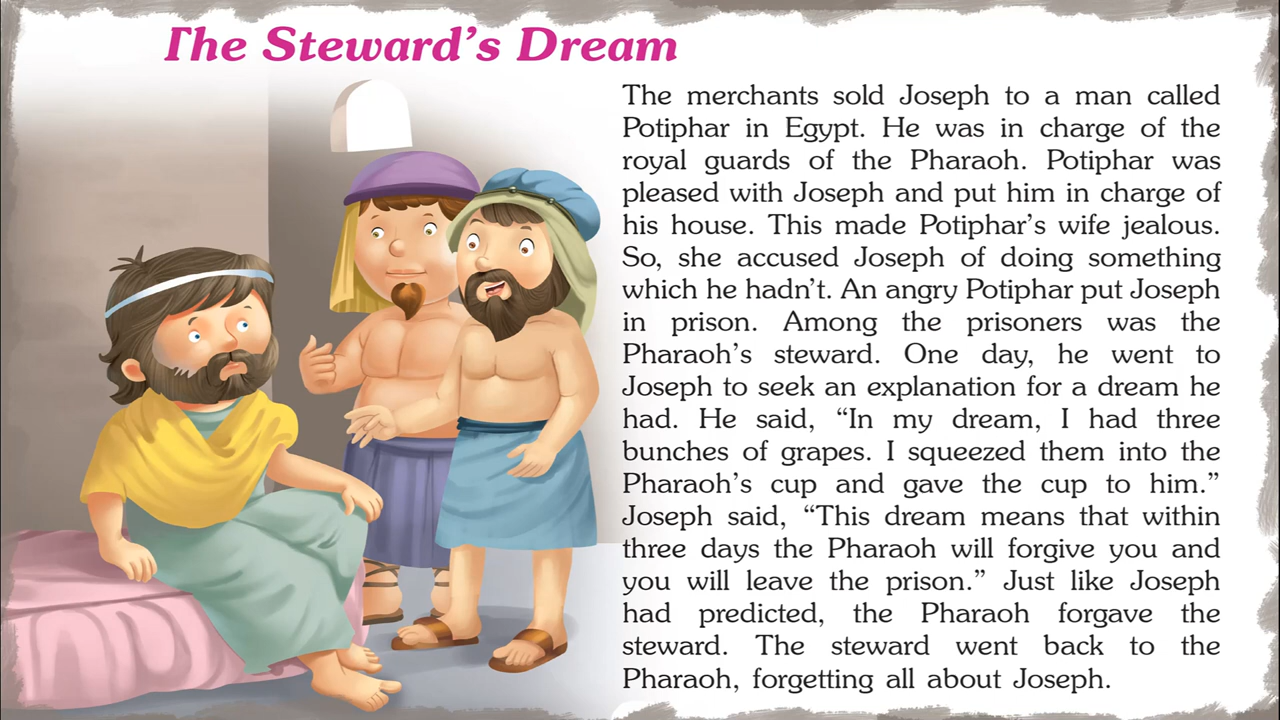 The Steward's Dream
The merchants sold Joseph to a man called
Potiphar in Egypt. He was in charge of the
royal guards of the Pharaoh. Potiphar was
pleased with Joseph and put him in charge of
his house. This made Potiphar's wife jealous.
So, she accused Joseph of doing something
which he hadn't. An angry Potiphar put Joseph
in prison. Among the prisoners was the
Pharaoh's steward. One day, he went to
Joseph to seek an explanation for a dream he
had. He said, “In my dream, I had three
bunches of grapes. I squeezed them into the
Pharaoh's cup and gave the cup to him.”
Joseph said, “This dream means that within
three days the Pharaoh will forgive you and
you will leave the prison.” Just like Joseph
had predicted, the Pharaoh forgave the
steward. The steward went back to the
Pharaoh, forgetting all about Joseph.